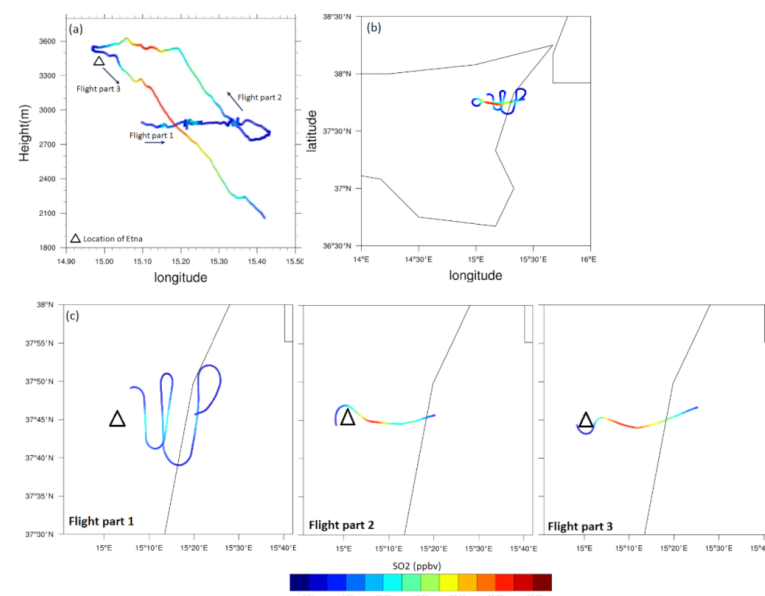 (a)
3600
3300
3000
2700
2400
2100
1800
Height(m)
Flight part 3
Flight part 2
Flight part 1
Location of Etna
14.90 15.00 15.10 15.20 15.30 15.40 15.50
longitude
(b)
38°30'N
38°N
37°30'N
37°N
36°30'N
latitude
14°E 14°30'E 15°E 15°30'E 16°E
longitude
(c)
38°N
37°55'N
37°50'N
37°45'N
37°40'N
37°35'N
37°30'N
Flight part 1
Flight part 2
Flight part 3
15°E 15°10'E 15°20'E 15°30'E 15°40'E
15°E 15°10'E 15°20'E 15°30'E 15°40'E
15°E 15°10'E 15°20'E 15°30'E 15°40'E
SO2 (ppbv)